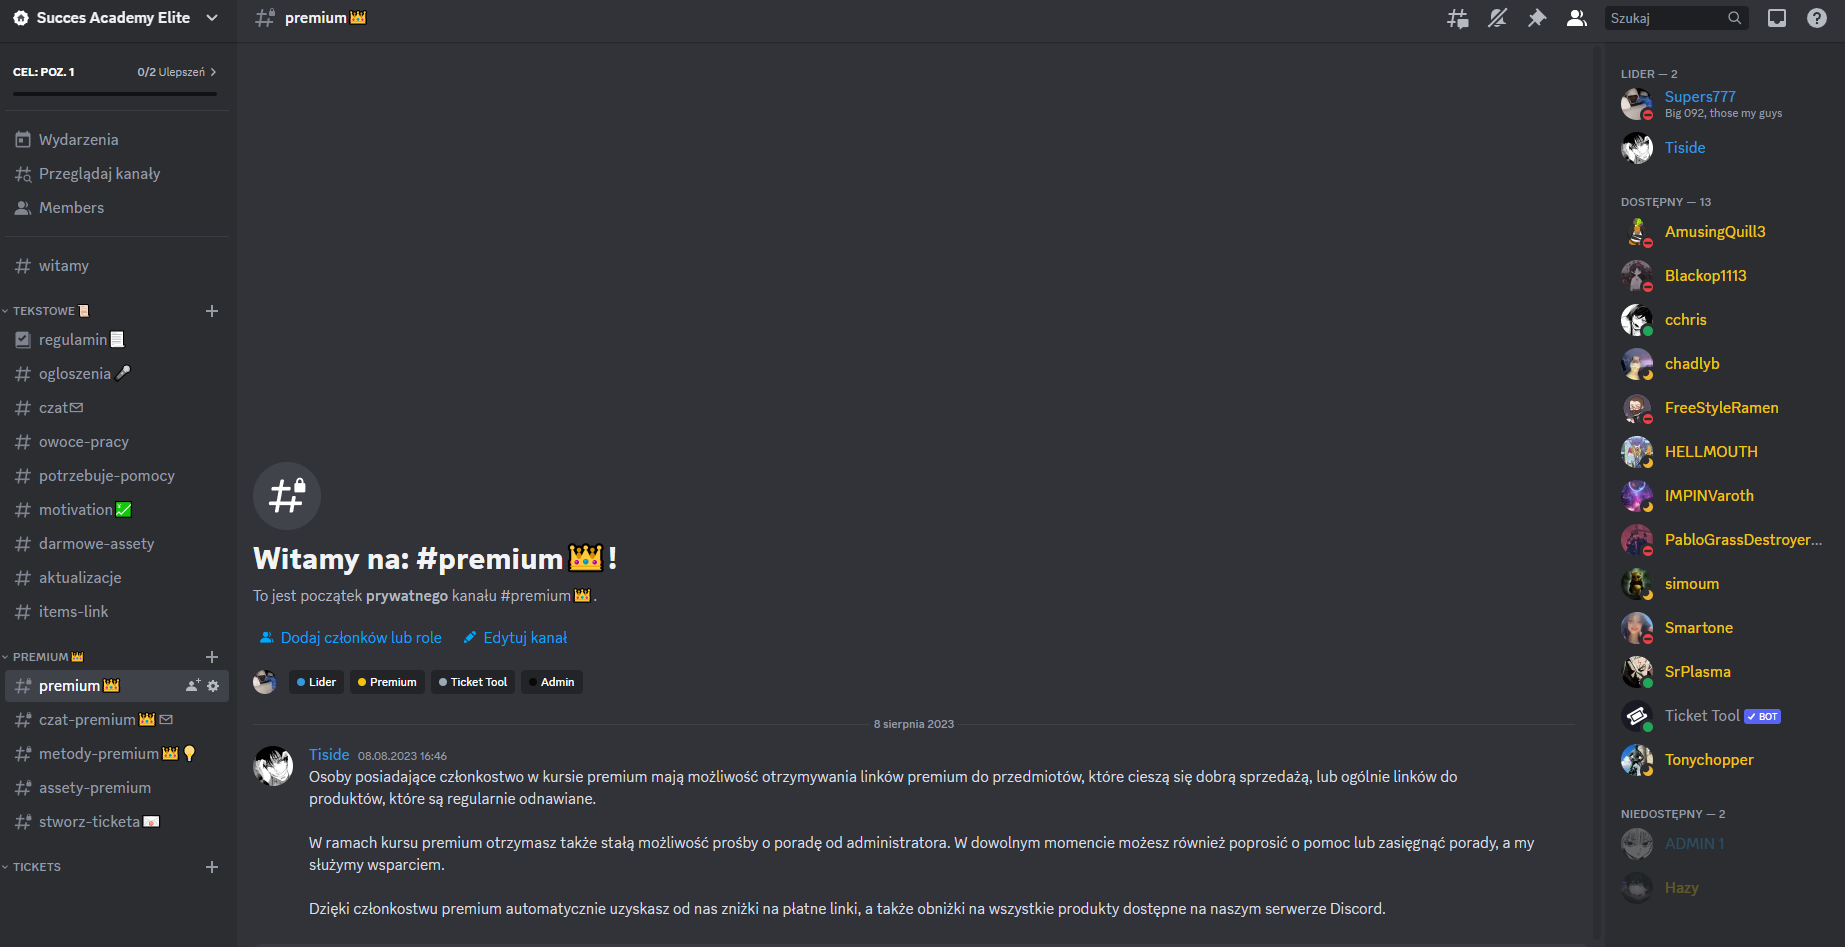 Succes Academy Elite
CEL: POZ. 1
0/2 Ulepszeń
Wydarzenia
Przeglądaj kanały
Members
witamy
TEKSTOWE📜
regulamin📃
ogloszenia🎤
czat✉
owoce-pracy
potrzebuje-pomocy
motivation💹
darmowe-assety
aktualizacje
items-link
PREMIUM👑
premium👑
czat-premium👑✉
metody-premium👑💡
assety-premium
stworz-ticketa💌
TICKETS
premium👑
Szukaj
Witamy na: #premium👑!
To jest początek prywatnego kanału #premium👑.
Dodaj członków lub role
Edytuj kanał
Lider
Premium
Ticket Tool
Admin
8 sierpnia 2023
Tiside 08.08.2023 16:46
Osoby posiadające członkostwo w kursie premium mają możliwość otrzymywania linków premium do przedmiotów, które cieszą się dobrą sprzedażą, lub ogólnie linków do
produktów, które są regularnie odnawiane.
W ramach kursu premium otrzymasz także stałą możliwość prośby o poradę od administratora. W dowolnym momencie możesz również poprosić o pomoc lub zasięgnąć porady, a my
służymy wsparciem.
Dzięki członkostwu premium automatycznie uzyskasz od nas zniżki na płatne linki, a także obniżki na wszystkie produkty dostępne na naszym serwerze Discord.
LIDER — 2
Supers777
Big 092, those my guys
Tiside
DOSTĘPNY — 13
AmusingQuill3
Blackop1113
cchris
chadlyb
FreeStyleRamen
HELLMOUTH
IMPINVaroth
PabloGrassDestroyer...
simoum
Smartone
SrPlasma
Ticket Tool ✓ BOT
Tonychopper
NIEDOSTĘPNY — 2
ADMIN 1
Hazy